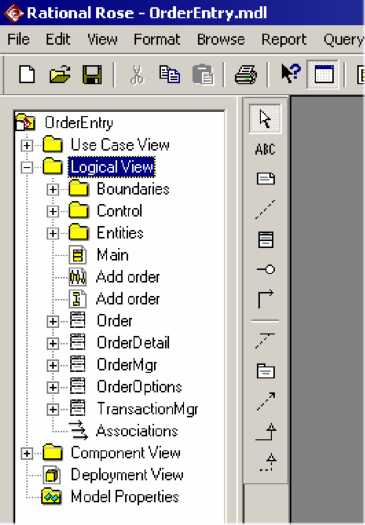 Rational Rose - OrderEntry.mdl
File Edit View Format Browse Report Query
OrderEntry
Use Case View
Logical View
Boundaries
Control
Entities
Main
Add order
Add order
Order
OrderDetail
OrderMgr
OrderOptions
TransactionMgr
Associations
Component View
Deployment View
Model Properties
ABC